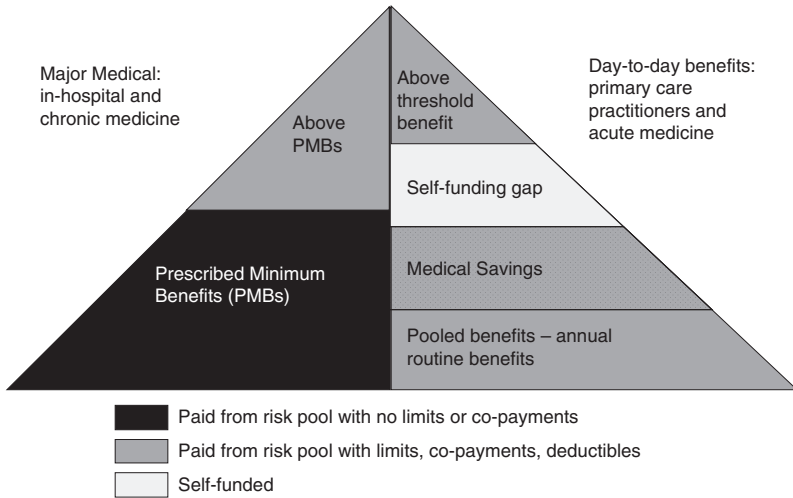 Major Medical:
in-hospital and
chronic medicine
Day-to-day benefits:
primary care
practitioners and
acute medicine
Above
PMBs
Above
threshold
benefit
Self-funding gap
Prescribed Minimum
Benefits (PMBs)
Medical Savings
Pooled benefits – annual
routine benefits
Paid from risk pool with no limits or co-payments
Paid from risk pool with limits, co-payments, deductibles
Self-funded